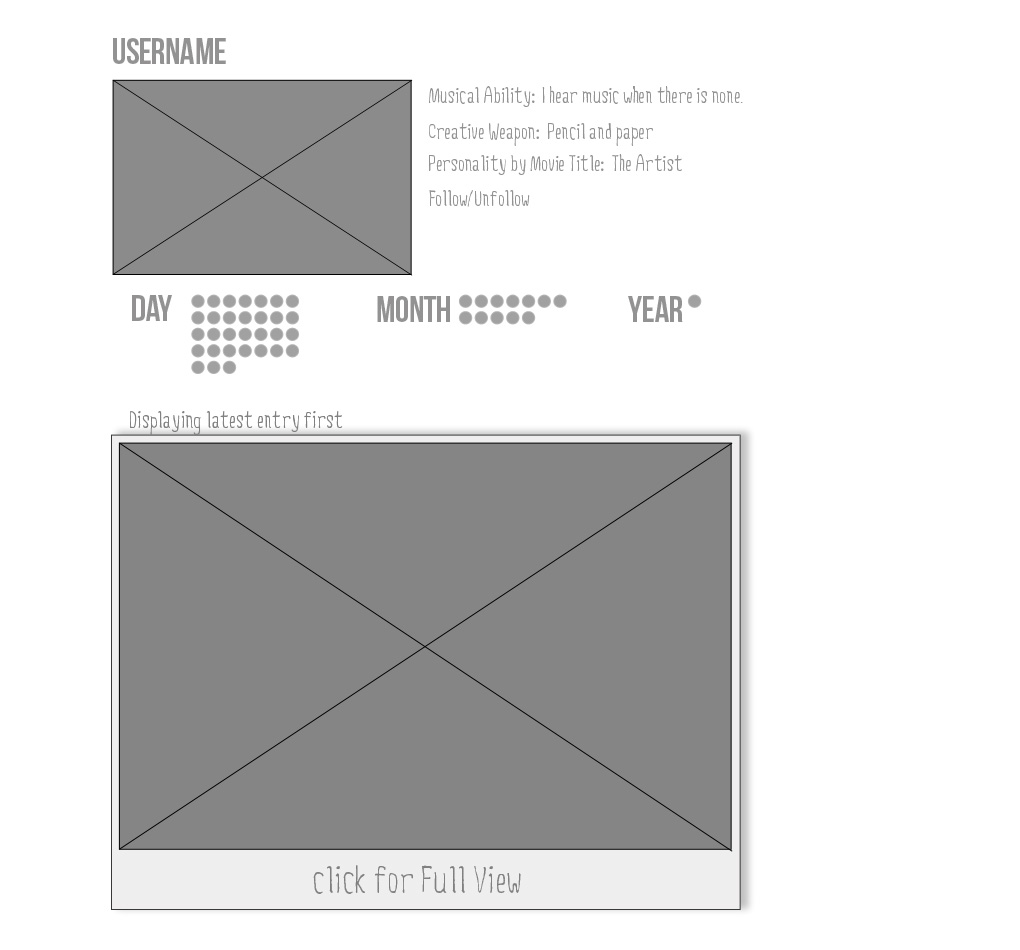 USERNAME
Musical Ability: I hear music when there is none.
Creative Weapon: Pencil and paper
Personality by Movie Title: The Artist
Follow/Unfollow
DAY
MONTH
YEAR
Displaying latest entry first
click for Full View